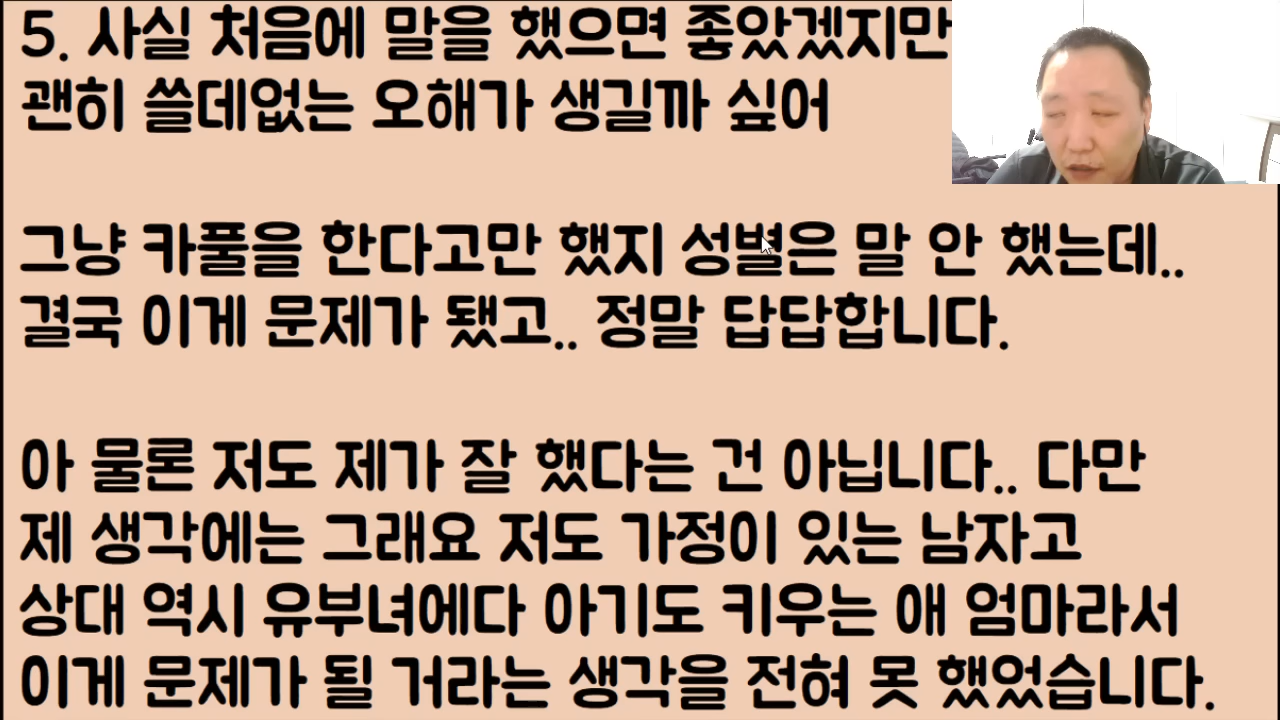 5. 사실 처음에 말을 했으면 좋았겠지만
괜히 쓸데없는 오해가 생길까 싶어
그냥 카풀을 한다고만 했지 성별은 말 안 했는데..
결국 이게 문제가 됐고.. 정말 답답합니다.
아 물론 저도 제가 잘 했다는 건 아닙니다.. 다만
제 생각에는 그래요 저도 가정이 있는 남자고
상대 역시 유부녀에다 아기도 키우는 애 엄마라서
이게 문제가 될 거라는 생각을 전혀 못 했었습니다.